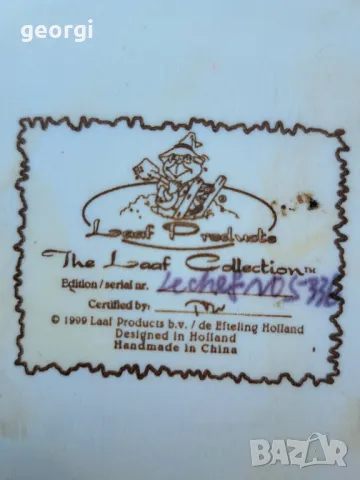 georgi
Laaf Products
The Laaf Collection™
Edition / serial nr.
Certified by:
© 1999 Laaf Products b.v. / de Efteling Holland
Designed in Holland
Handmade in China
BAZAR